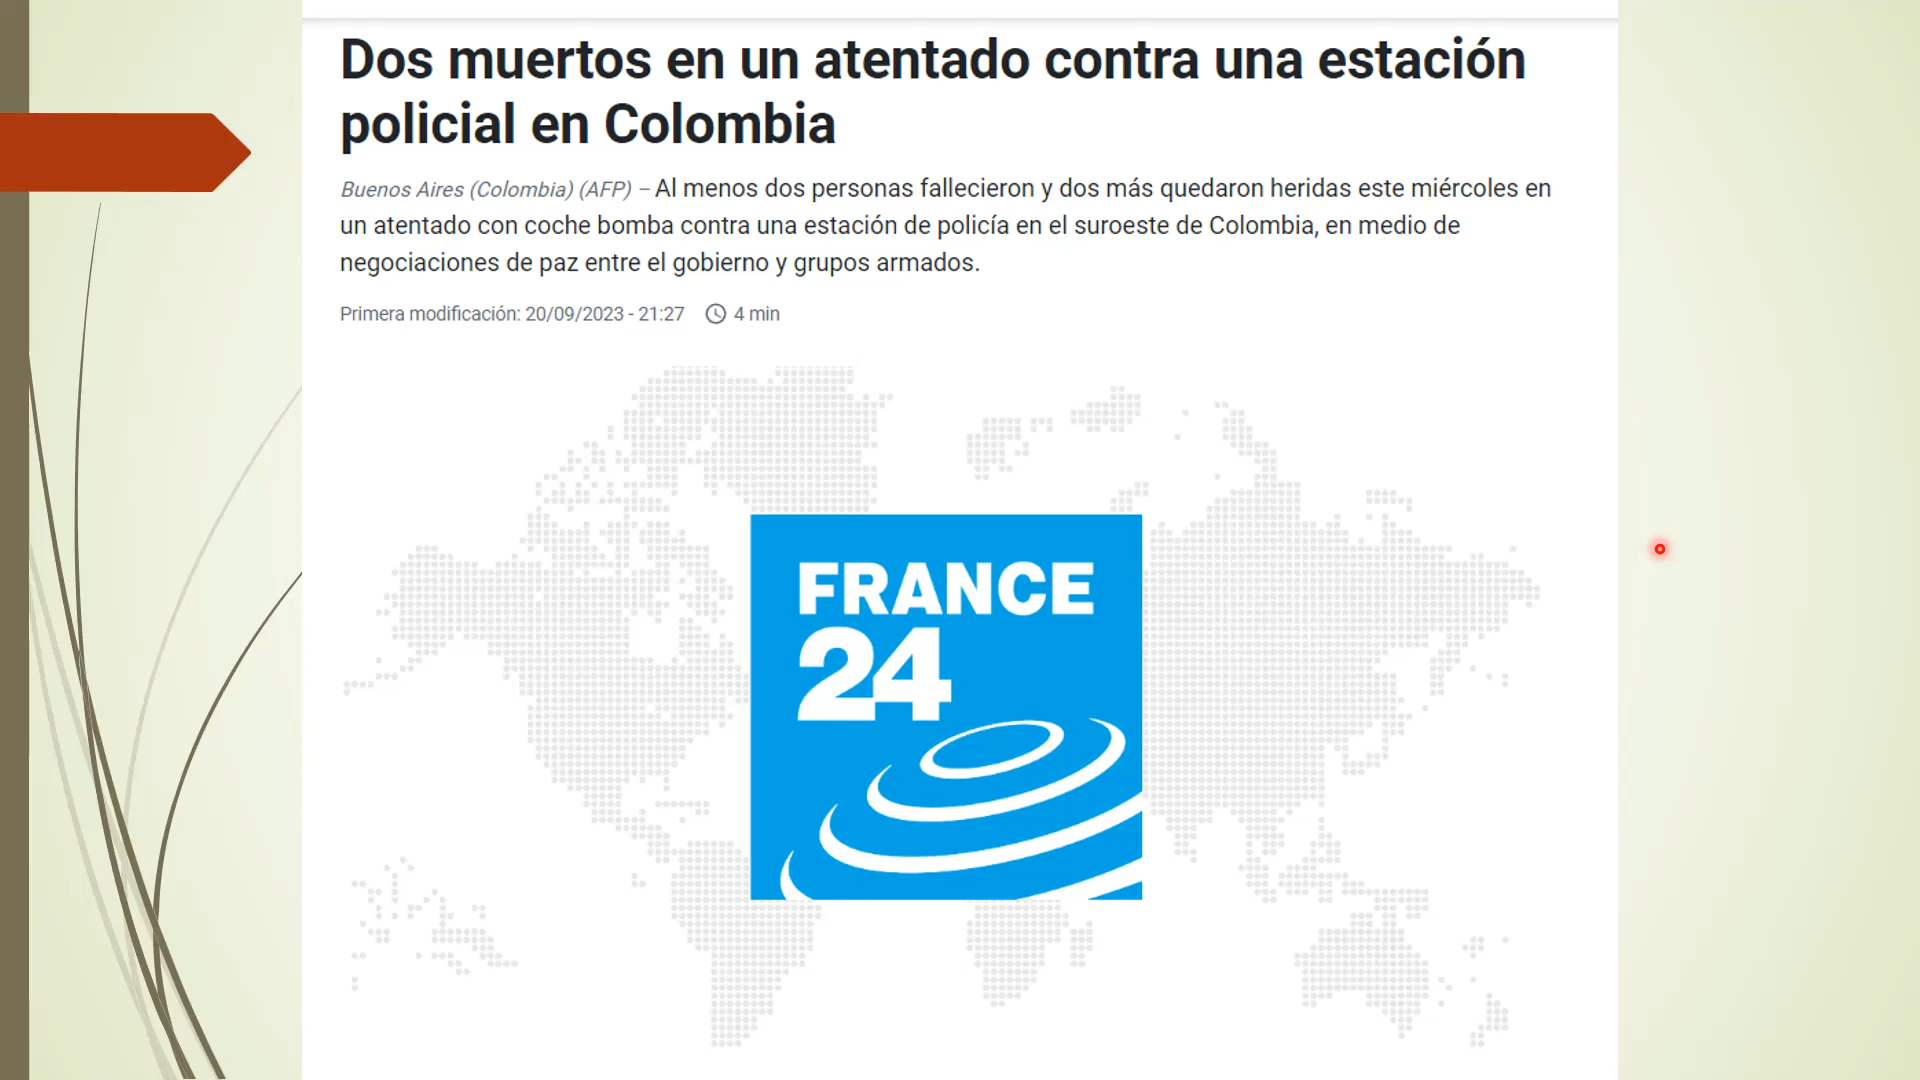 Dos muertos en un atentado contra una estación
policial en Colombia
Buenos Aires (Colombia) (AFP) – Al menos dos personas fallecieron y dos más quedaron heridas este miércoles en
un atentado con coche bomba contra una estación de policía en el suroeste de Colombia, en medio de
negociaciones de paz entre el gobierno y grupos armados.
Primera modificación: 20/09/2023 - 21:27 4 min
FRANCE
24